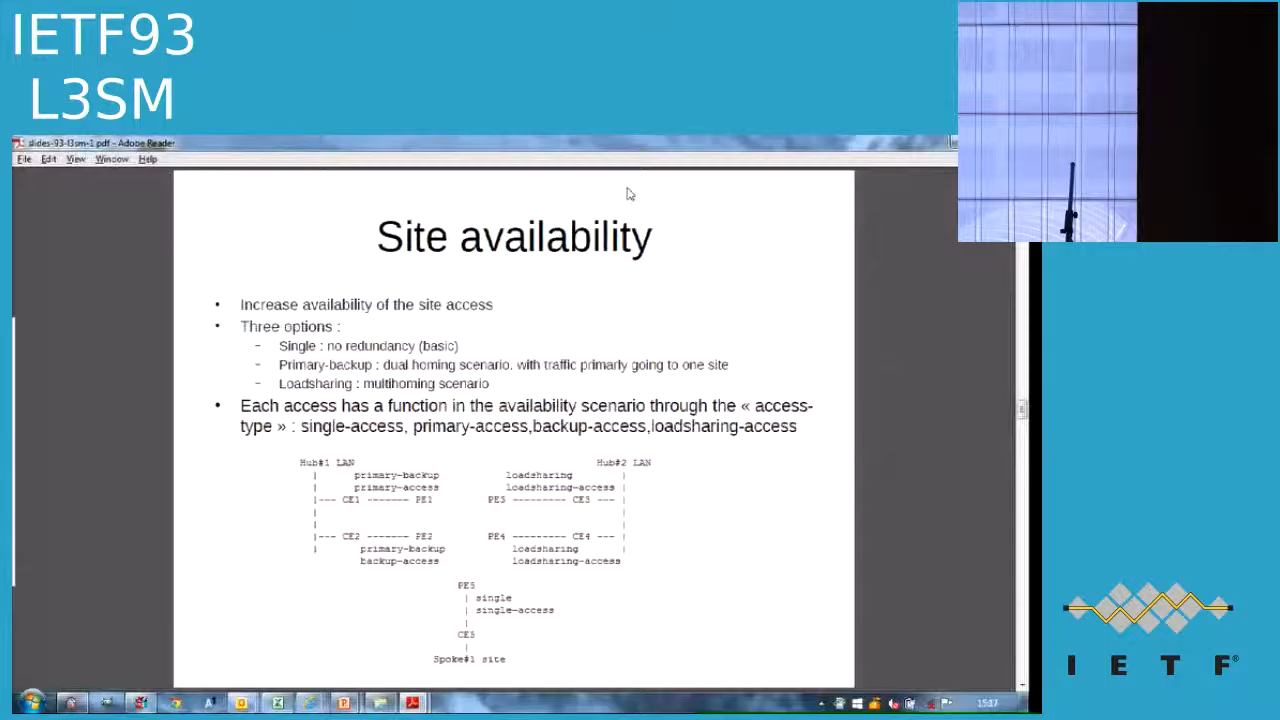 IETF93
L3SM
slides-93-l3sm-1.pdf - Adobe Reader
File Edit View Window Help
Site availability
• Increase availability of the site access
• Three options :
– Single : no redundancy (basic)
– Primary-backup : dual homing scenario. with traffic primarly going to one site
– Loadsharing : multihoming scenario
• Each access has a function in the availability scenario through the « access-
type » : single-access, primary-access,backup-access,loadsharing-access
Hub#1 LAN Hub#2 LAN
| primary-backup loadsharing |
| primary-access loadsharing-access |
|--- CE1 ------- PE1 PE3 --------- CE3 --- |
| |
| |
|--- CE2 ------- PE2 PE4 --------- CE4 --- |
| primary-backup loadsharing |
backup-access loadsharing-access
PE5
| single
| single-access
|
CE5
|
Spoke#1 site
15:17
IETF®